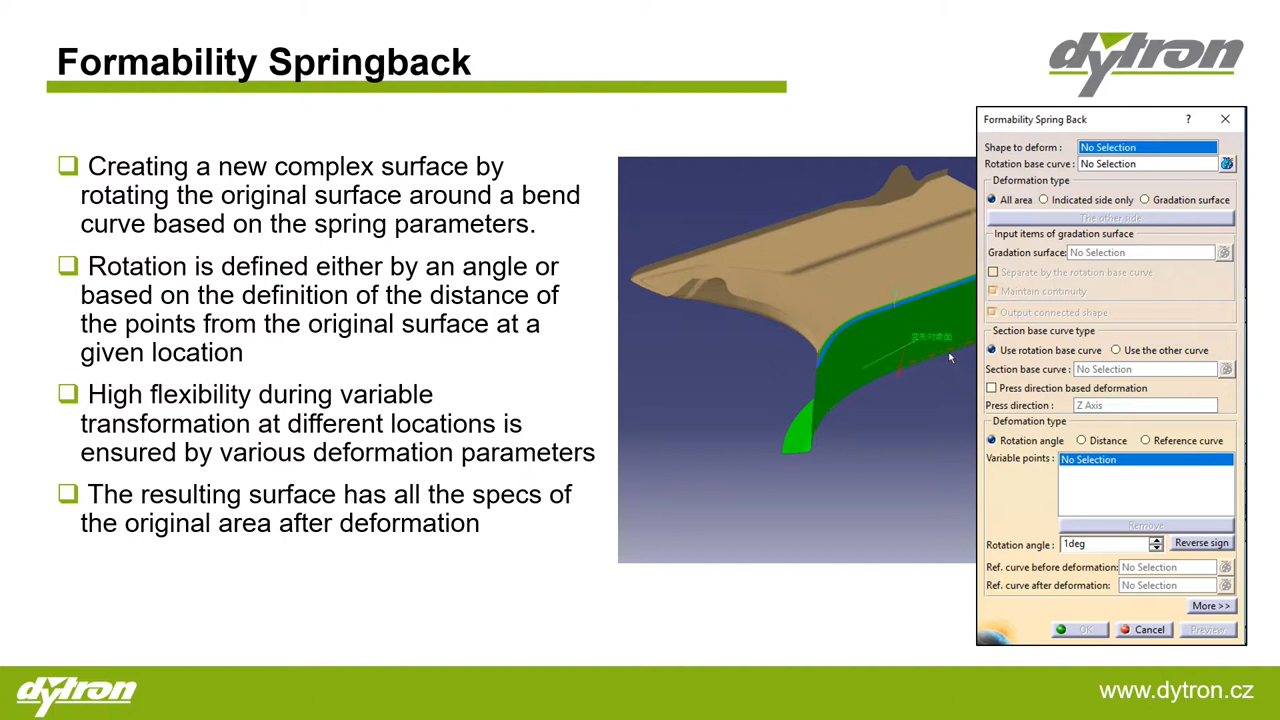 Formability Springback
dytron
Creating a new complex surface by
rotating the original surface around a bend
curve based on the spring parameters.
Rotation is defined either by an angle or
based on the definition of the distance of
the points from the original surface at a
given location
High flexibility during variable
transformation at different locations is
ensured by various deformation parameters
The resulting surface has all the specs of
the original area after deformation
変形対象面
Formability Spring Back
Shape to deform : No Selection
Rotation base curve : No Selection
Deformation type
All area Indicated side only Gradation surface
The other side
Input items of gradation surface
Gradation surface: No Selection
Separate by the rotation base curve
Maintain continuity
Output connected shape
Section base curve type
Use rotation base curve Use the other curve
Section base curve : No Selection
Press direction based deformation
Press direction : Z Axis
Defomation type
Rotation angle Distance Reference curve
Variable points : No Selection
Remove
Rotation angle : 1deg Reverse sign
Ref. curve before deformation: No Selection
Ref. curve after deformation: No Selection
More >>
OK Cancel Preview
dytron
www.dytron.cz